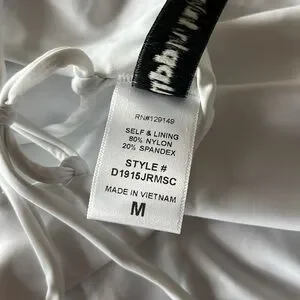 RN#129149
SELF & LINING
80% NYLON
20% SPANDEX
STYLE #
D1915JRMSC
MADE IN VIETNAM
M